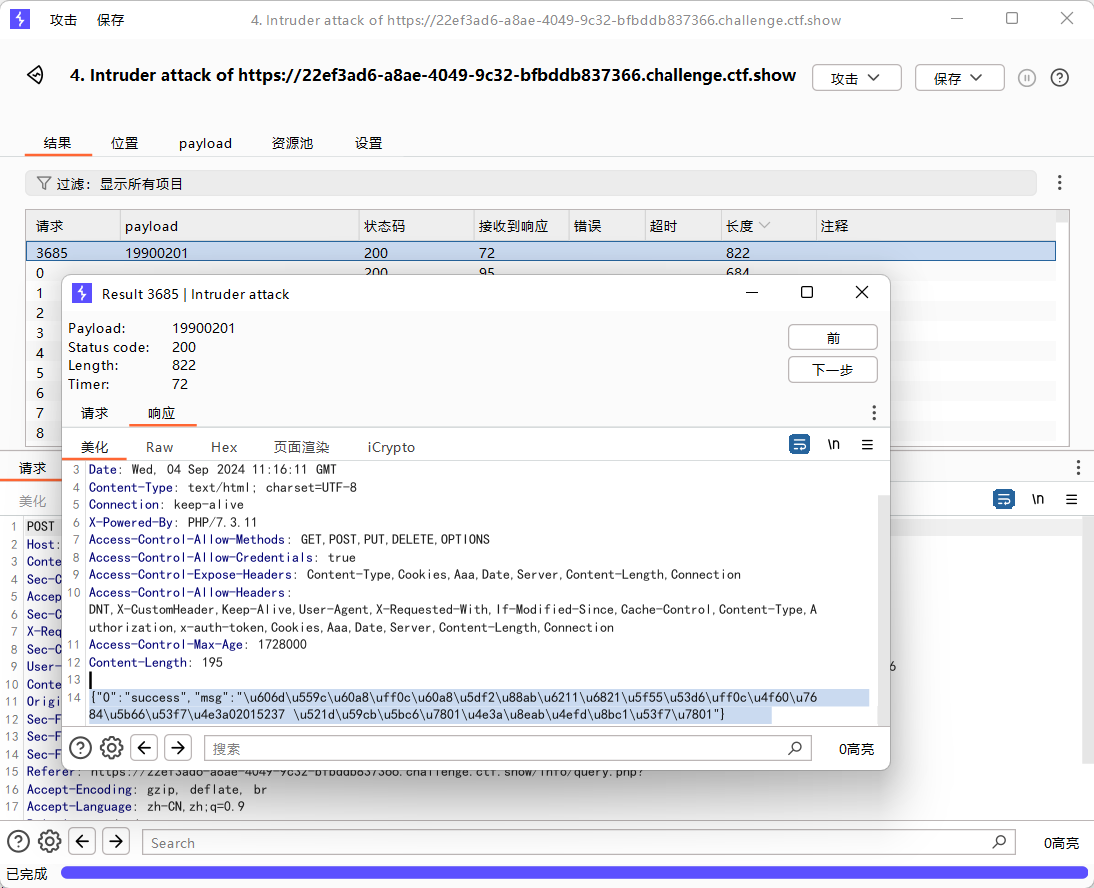 攻击 保存 4. Intruder attack of https://22ef3ad6-a8ae-4049-9c32-bfbddb837366.challenge.ctf.show
4. Intruder attack of https://22ef3ad6-a8ae-4049-9c32-bfbddb837366.challenge.ctf.show 攻击 保存
结果 位置 payload 资源池 设置
过滤：显示所有项目
请求 payload 状态码 接收到响应 错误 超时 长度 注释
3685 19900201 200 72 822
0 200 95 684
1
2
3
4
5
6
7
8
Result 3685 | Intruder attack
Payload: 19900201
Status code: 200
Length: 822
Timer: 72
前
下一步
请求 响应
美化 Raw Hex 页面渲染 iCrypto \n
3 Date: Wed, 04 Sep 2024 11:16:11 GMT
4 Content-Type: text/html; charset=UTF-8
5 Connection: keep-alive
6 X-Powered-By: PHP/7.3.11
7 Access-Control-Allow-Methods: GET,POST,PUT,DELETE,OPTIONS
8 Access-Control-Allow-Credentials: true
9 Access-Control-Expose-Headers: Content-Type,Cookies,Aaa,Date,Server,Content-Length,Connection
10 Access-Control-Allow-Headers:
DNT,X-CustomHeader,Keep-Alive,User-Agent,X-Requested-With,If-Modified-Since,Cache-Control,Content-Type,A
uthorization,x-auth-token,Cookies,Aaa,Date,Server,Content-Length,Connection
11 Access-Control-Max-Age: 1728000
12 Content-Length: 195
13
14 {"0":"success","msg":"\u606d\u559c\u60a8\uff0c\u60a8\u5df2\u88ab\u6211\u6821\u5f55\u53d6\uff0c\u4f60\u76
84\u5b66\u53f7\u4e3a02015237 \u521d\u59cb\u5bc6\u7801\u4e3a\u8eab\u4efd\u8bc1\u53f7\u7801"}
搜索 0高亮
请求
美化 \n
1 POST
2 Host:
3 Conte
4 Sec-C
5 Accep
6 Sec-C
7 X-Req
8 Sec-C
9 User- 6
10 Conte
11 Origi
12 Sec-F
13 Sec-F
14 Sec-F
15 Referer: https://22ef3ad6-a8ae-4049-9c32-bfbddb837366.challenge.ctf.show/info/query.php?
16 Accept-Encoding: gzip, deflate, br
17 Accept-Language: zh-CN,zh;q=0.9
Search 0高亮
已完成